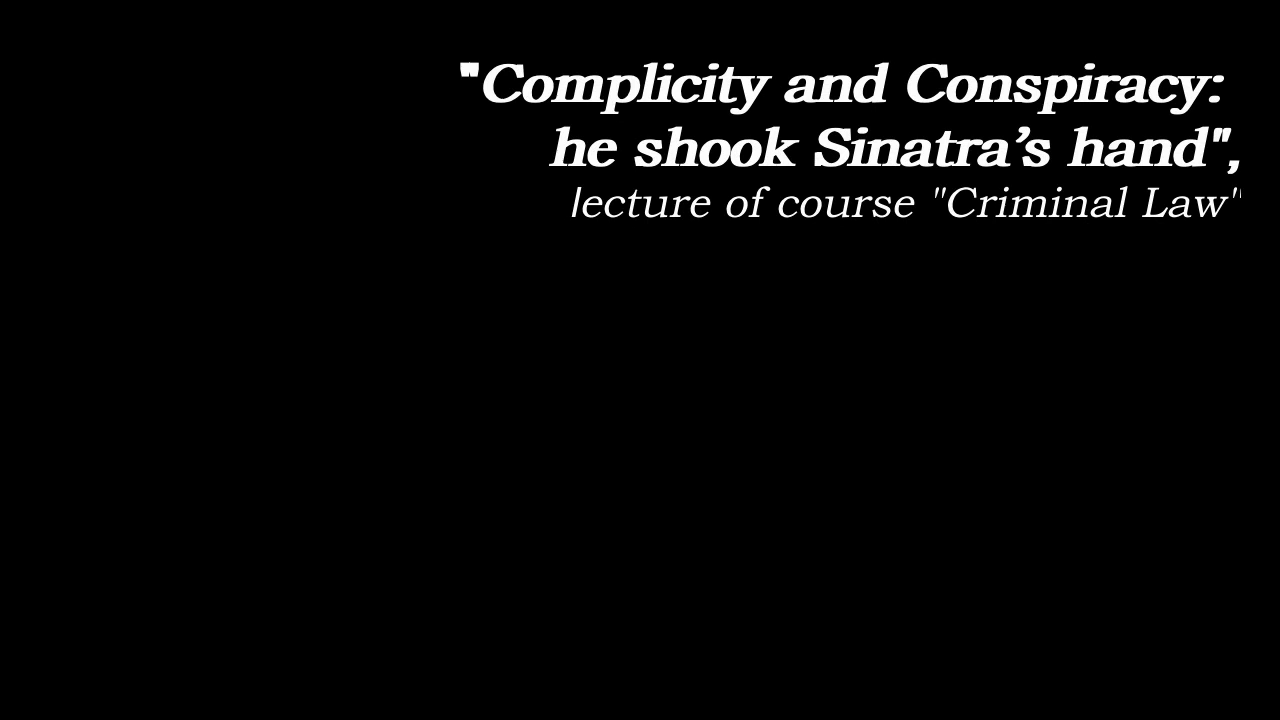 "Complicity and Conspiracy:
he shook Sinatra’s hand",
lecture of course "Criminal Law"